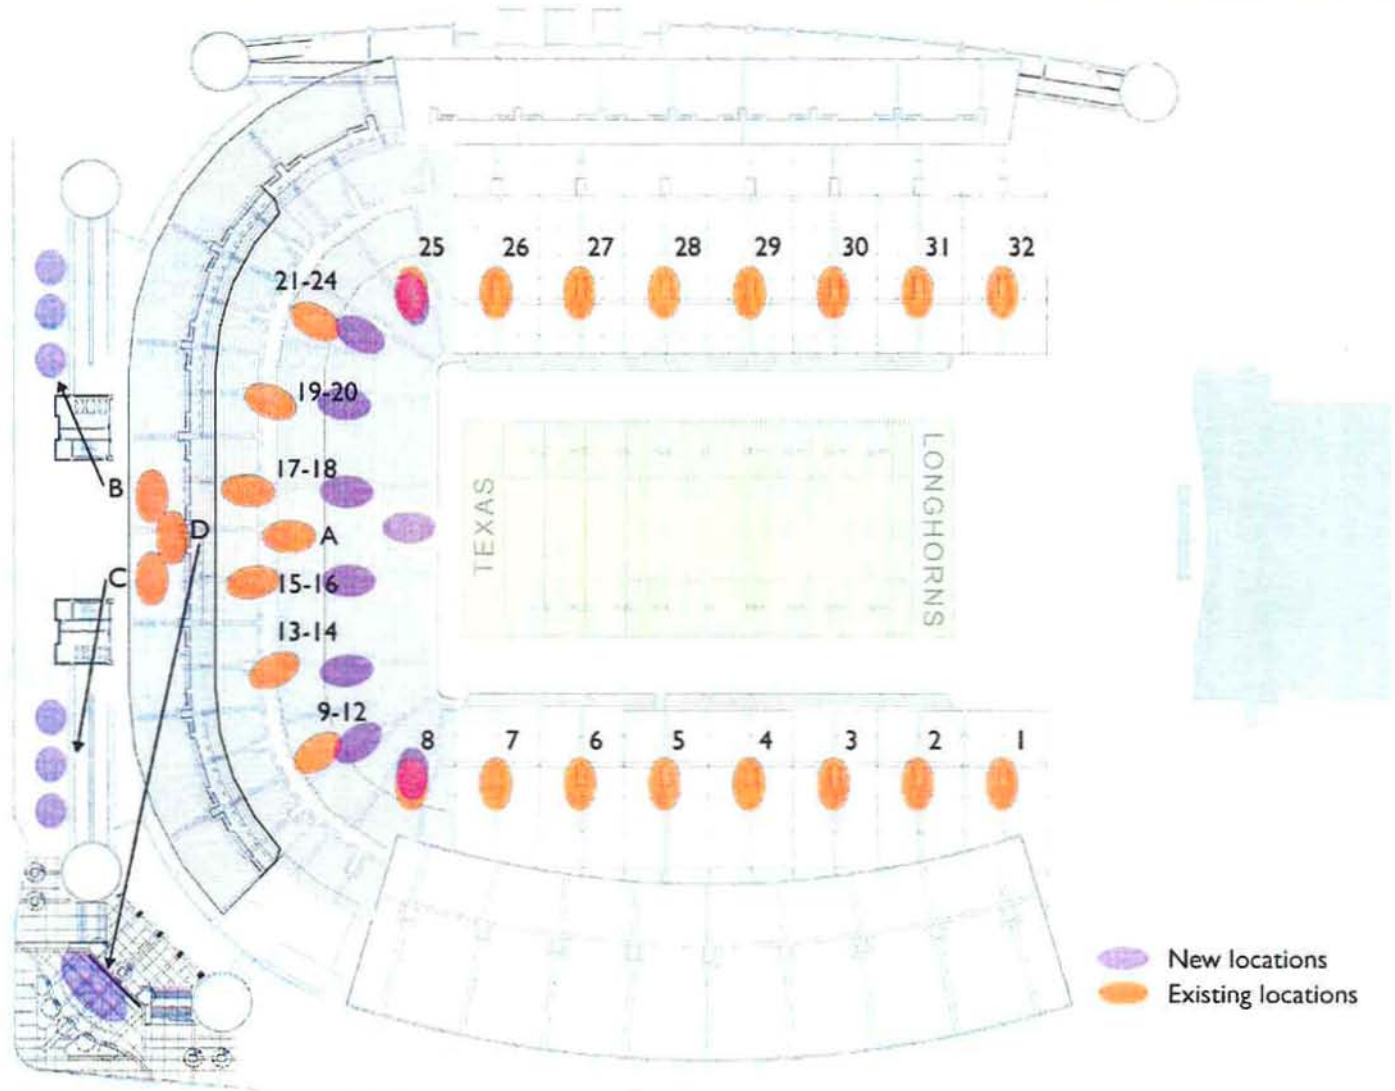 25 26 27 28 29 30 31 32
21-24
19-20
17-18
B
D
A
C
15-16
13-14
9-12
TEXAS
LONGHORNS
8 7 6 5 4 3 2 1
New locations
Existing locations